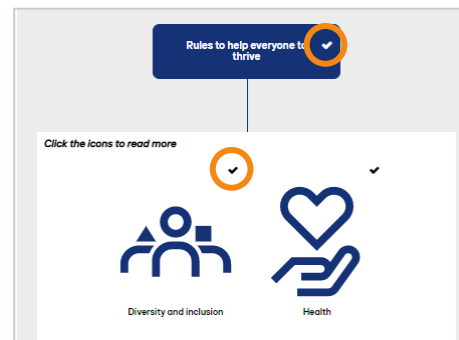 Rules to help everyone to
thrive
Click the icons to read more
Diversity and inclusion
Health